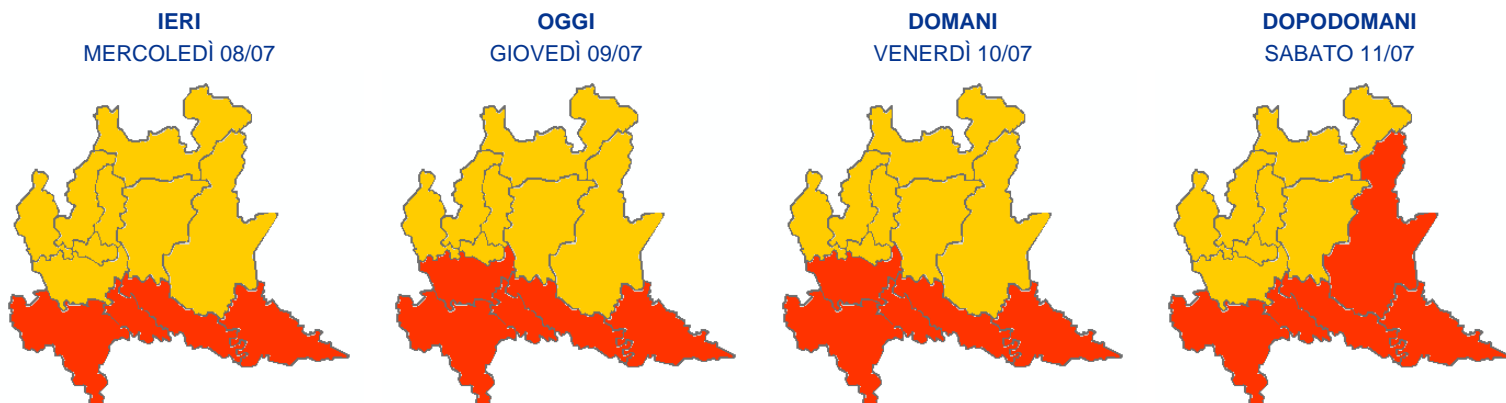 IERI
MERCOLEDÌ 08/07
OGGI
GIOVEDÌ 09/07
DOMANI
VENERDÌ 10/07
DOPODOMANI
SABATO 11/07